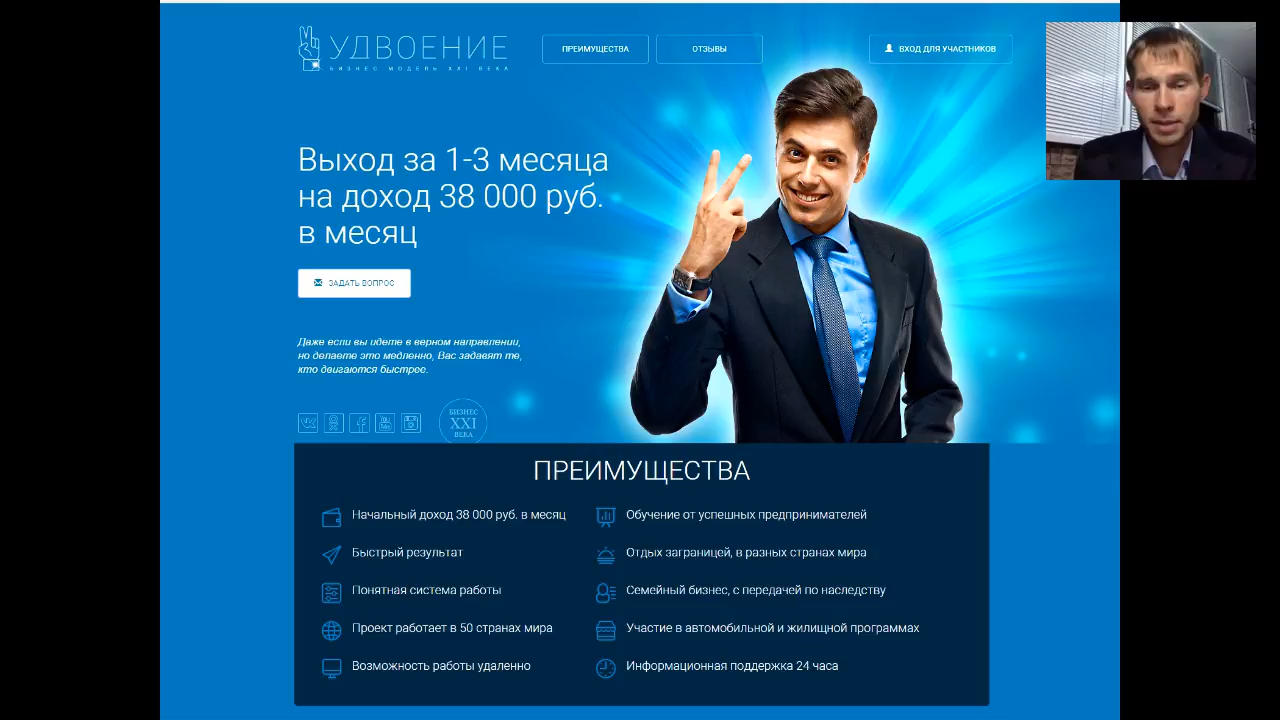 УДВОЕНИЕ
БИЗНЕС МОДЕЛЬ XXI ВЕКА
ПРЕИМУЩЕСТВА
ОТЗЫВЫ
ВХОД ДЛЯ УЧАСТНИКОВ
Выход за 1-3 месяца
на доход 38 000 руб.
в месяц
ЗАДАТЬ ВОПРОС
Даже если вы идете в верном направлении,
но делаете это медленно, Вас задавят те,
кто двигаются быстрее.
You
Tube
БИЗНЕС
XXI
ВЕКА
ПРЕИМУЩЕСТВА
Начальный доход 38 000 руб. в месяц
Быстрый результат
Понятная система работы
Проект работает в 50 странах мира
Возможность работы удаленно
Обучение от успешных предпринимателей
Отдых заграницей, в разных странах мира
Семейный бизнес, с передачей по наследству
Участие в автомобильной и жилищной программах
Информационная поддержка 24 часа